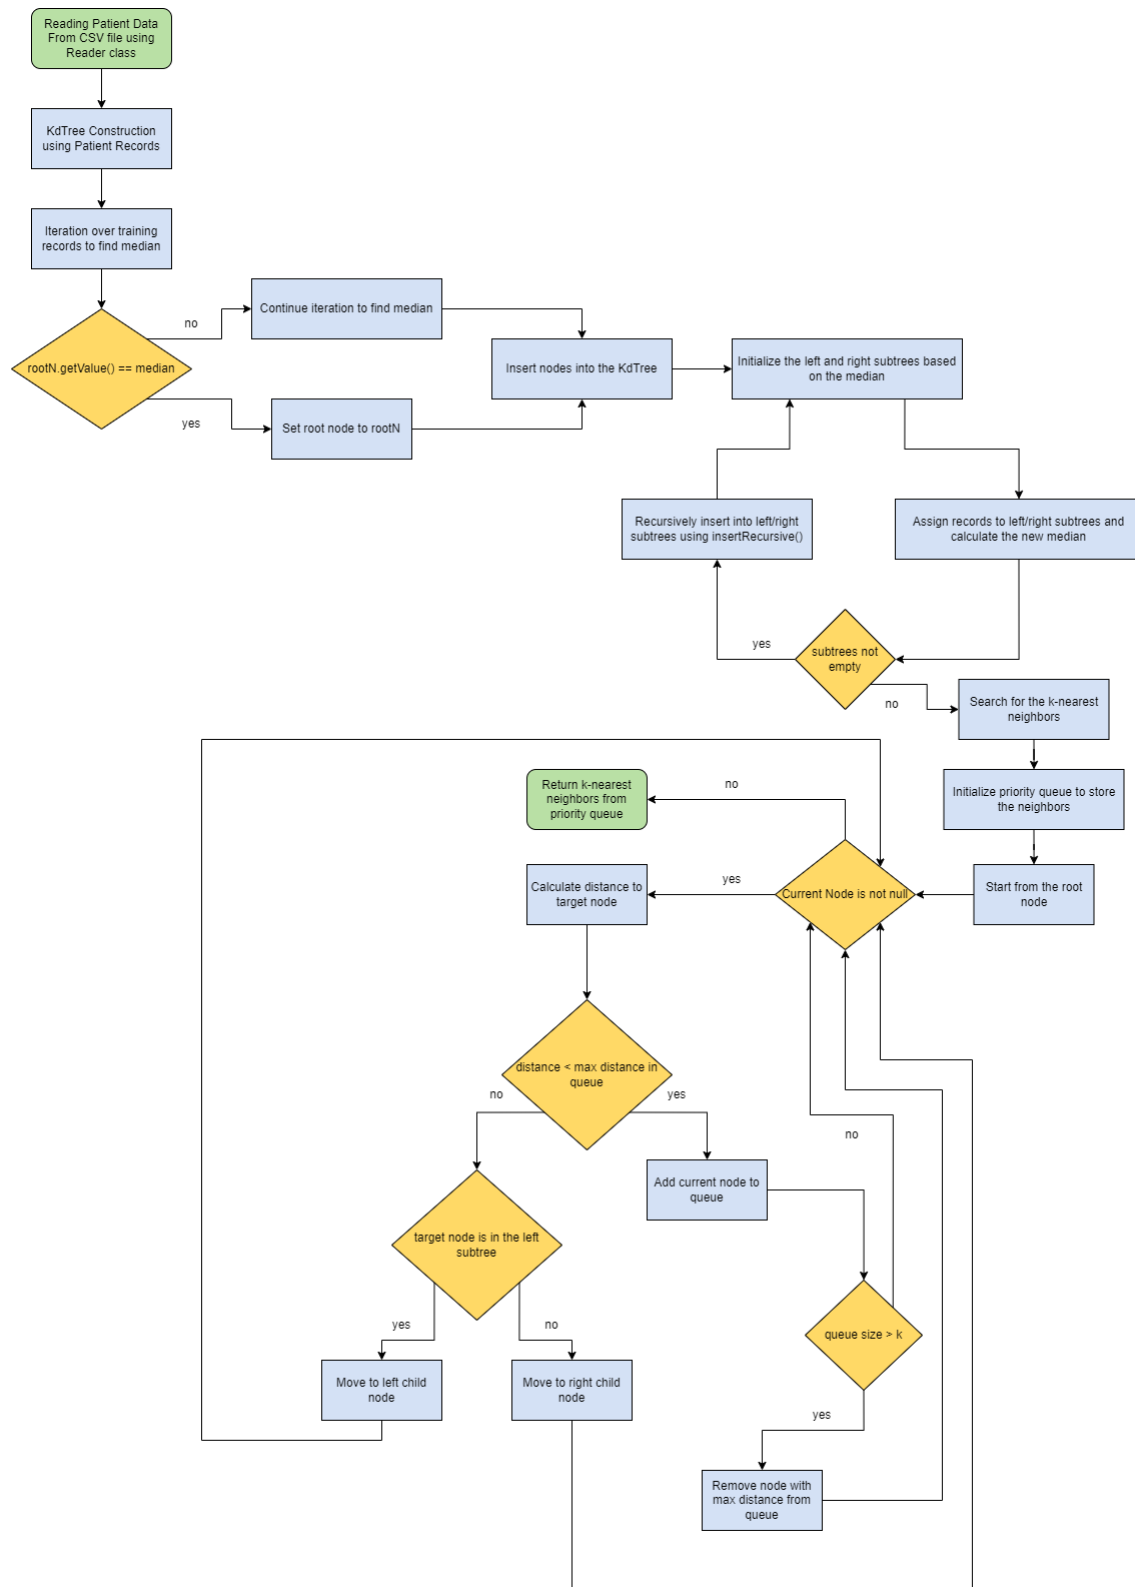 Reading Patient Data
From CSV file using
Reader class
KdTree Construction
using Patient Records
Iteration over training
records to find median
rootN.getValue() == median
no
yes
Continue iteration to find median
Set root node to rootN
Insert nodes into the KdTree
Initialize the left and right subtrees based
on the median
Recursively insert into left/right
subtrees using insertRecursive()
Assign records to left/right subtrees and
calculate the new median
yes
subtrees not
empty
no
Search for the k-nearest
neighbors
Initialize priority queue to store
the neighbors
Start from the root
node
Current Node is not null
no
Return k-nearest
neighbors from
priority queue
yes
Calculate distance to
target node
distance < max distance in
queue
no
yes
Add current node to
queue
target node is in the left
subtree
yes
no
Move to left child
node
Move to right child
node
queue size > k
no
yes
Remove node with
max distance from
queue